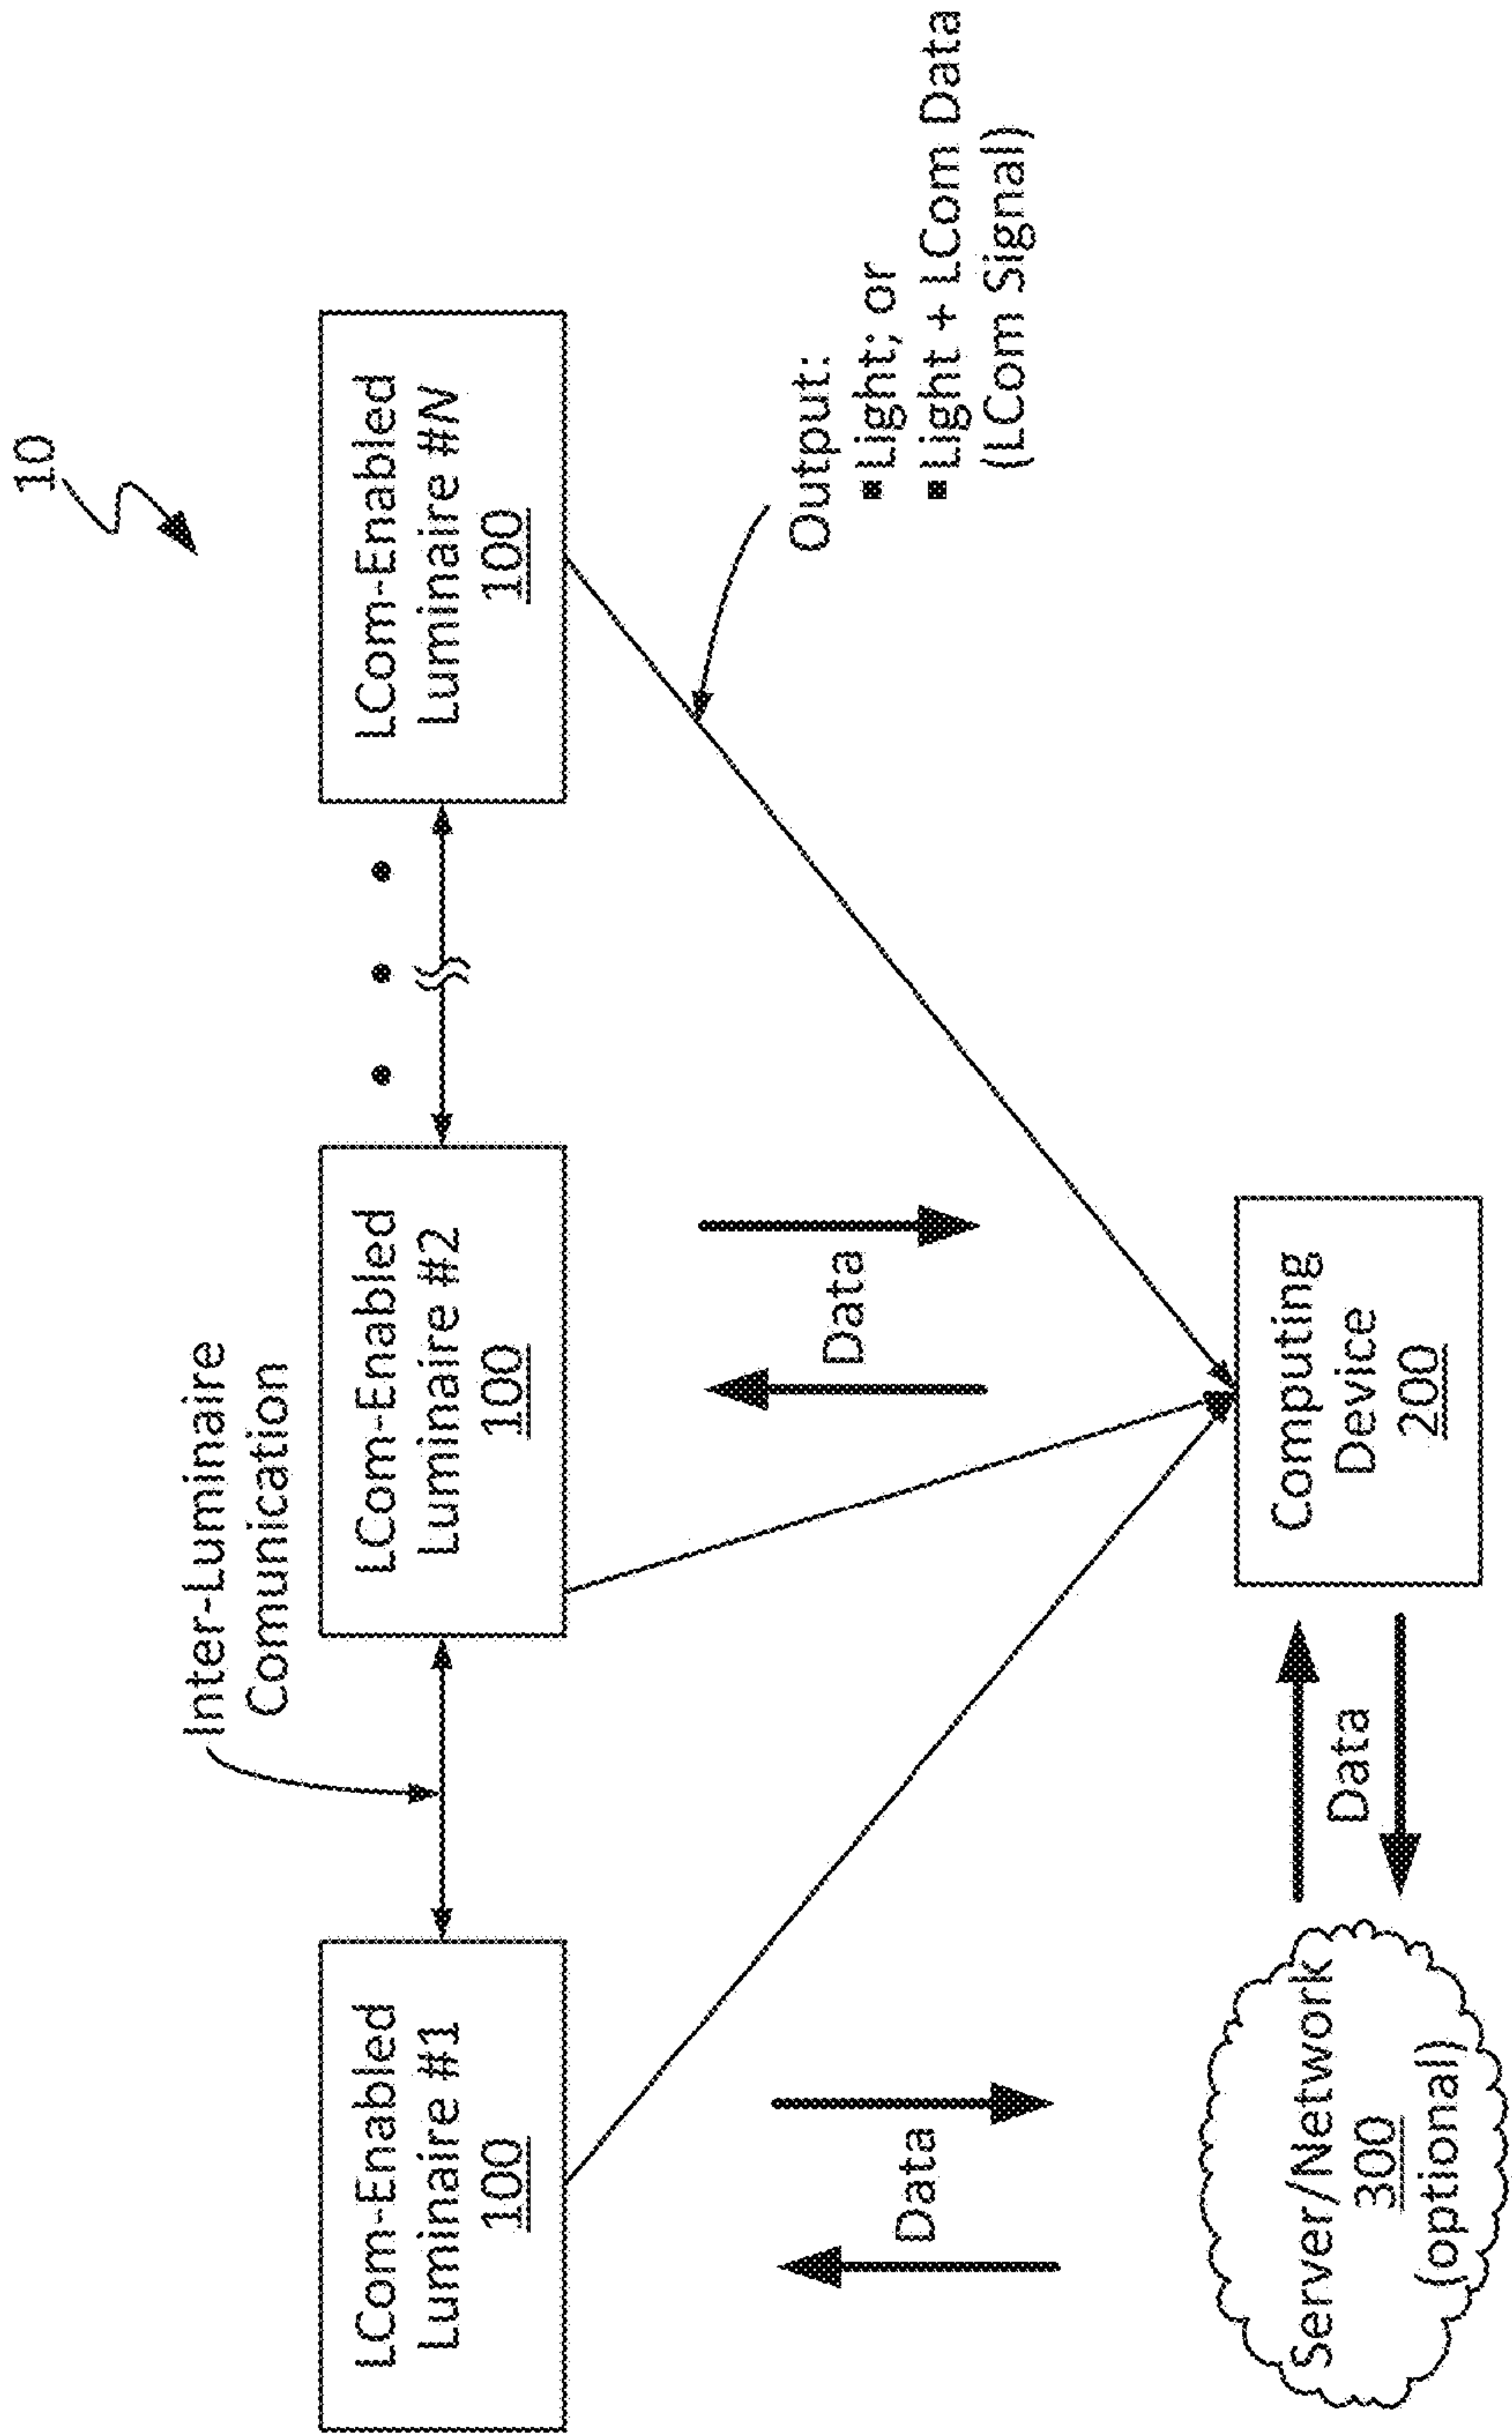 10
Inter-Luminaire
Comunication
LCom-Enabled
Luminaire #1
100
LCom-Enabled
Luminaire #2
100
LCom-Enabled
Luminaire #N
100
Output:
▪Light; or
▪Light + LCom Data
(LCom Signal)
Data
Data
Server/Network
300
(optional)
Data
Computing
Device
200